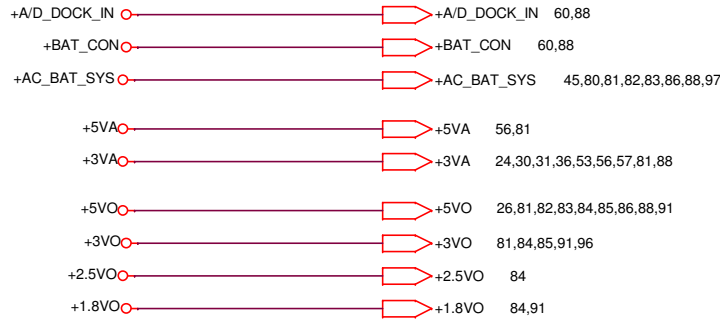 +A/D_DOCK_IN +A/D_DOCK_IN 60,88
+BAT_CON +BAT_CON 60,88
+AC_BAT_SYS +AC_BAT_SYS 45,80,81,82,83,86,88,97
+5VA +5VA 56,81
+3VA +3VA 24,30,31,36,53,56,57,81,88
+5VO +5VO 26,81,82,83,84,85,86,88,91
+3VO +3VO 81,84,85,91,96
+2.5VO +2.5VO 84
+1.8VO +1.8VO 84,91